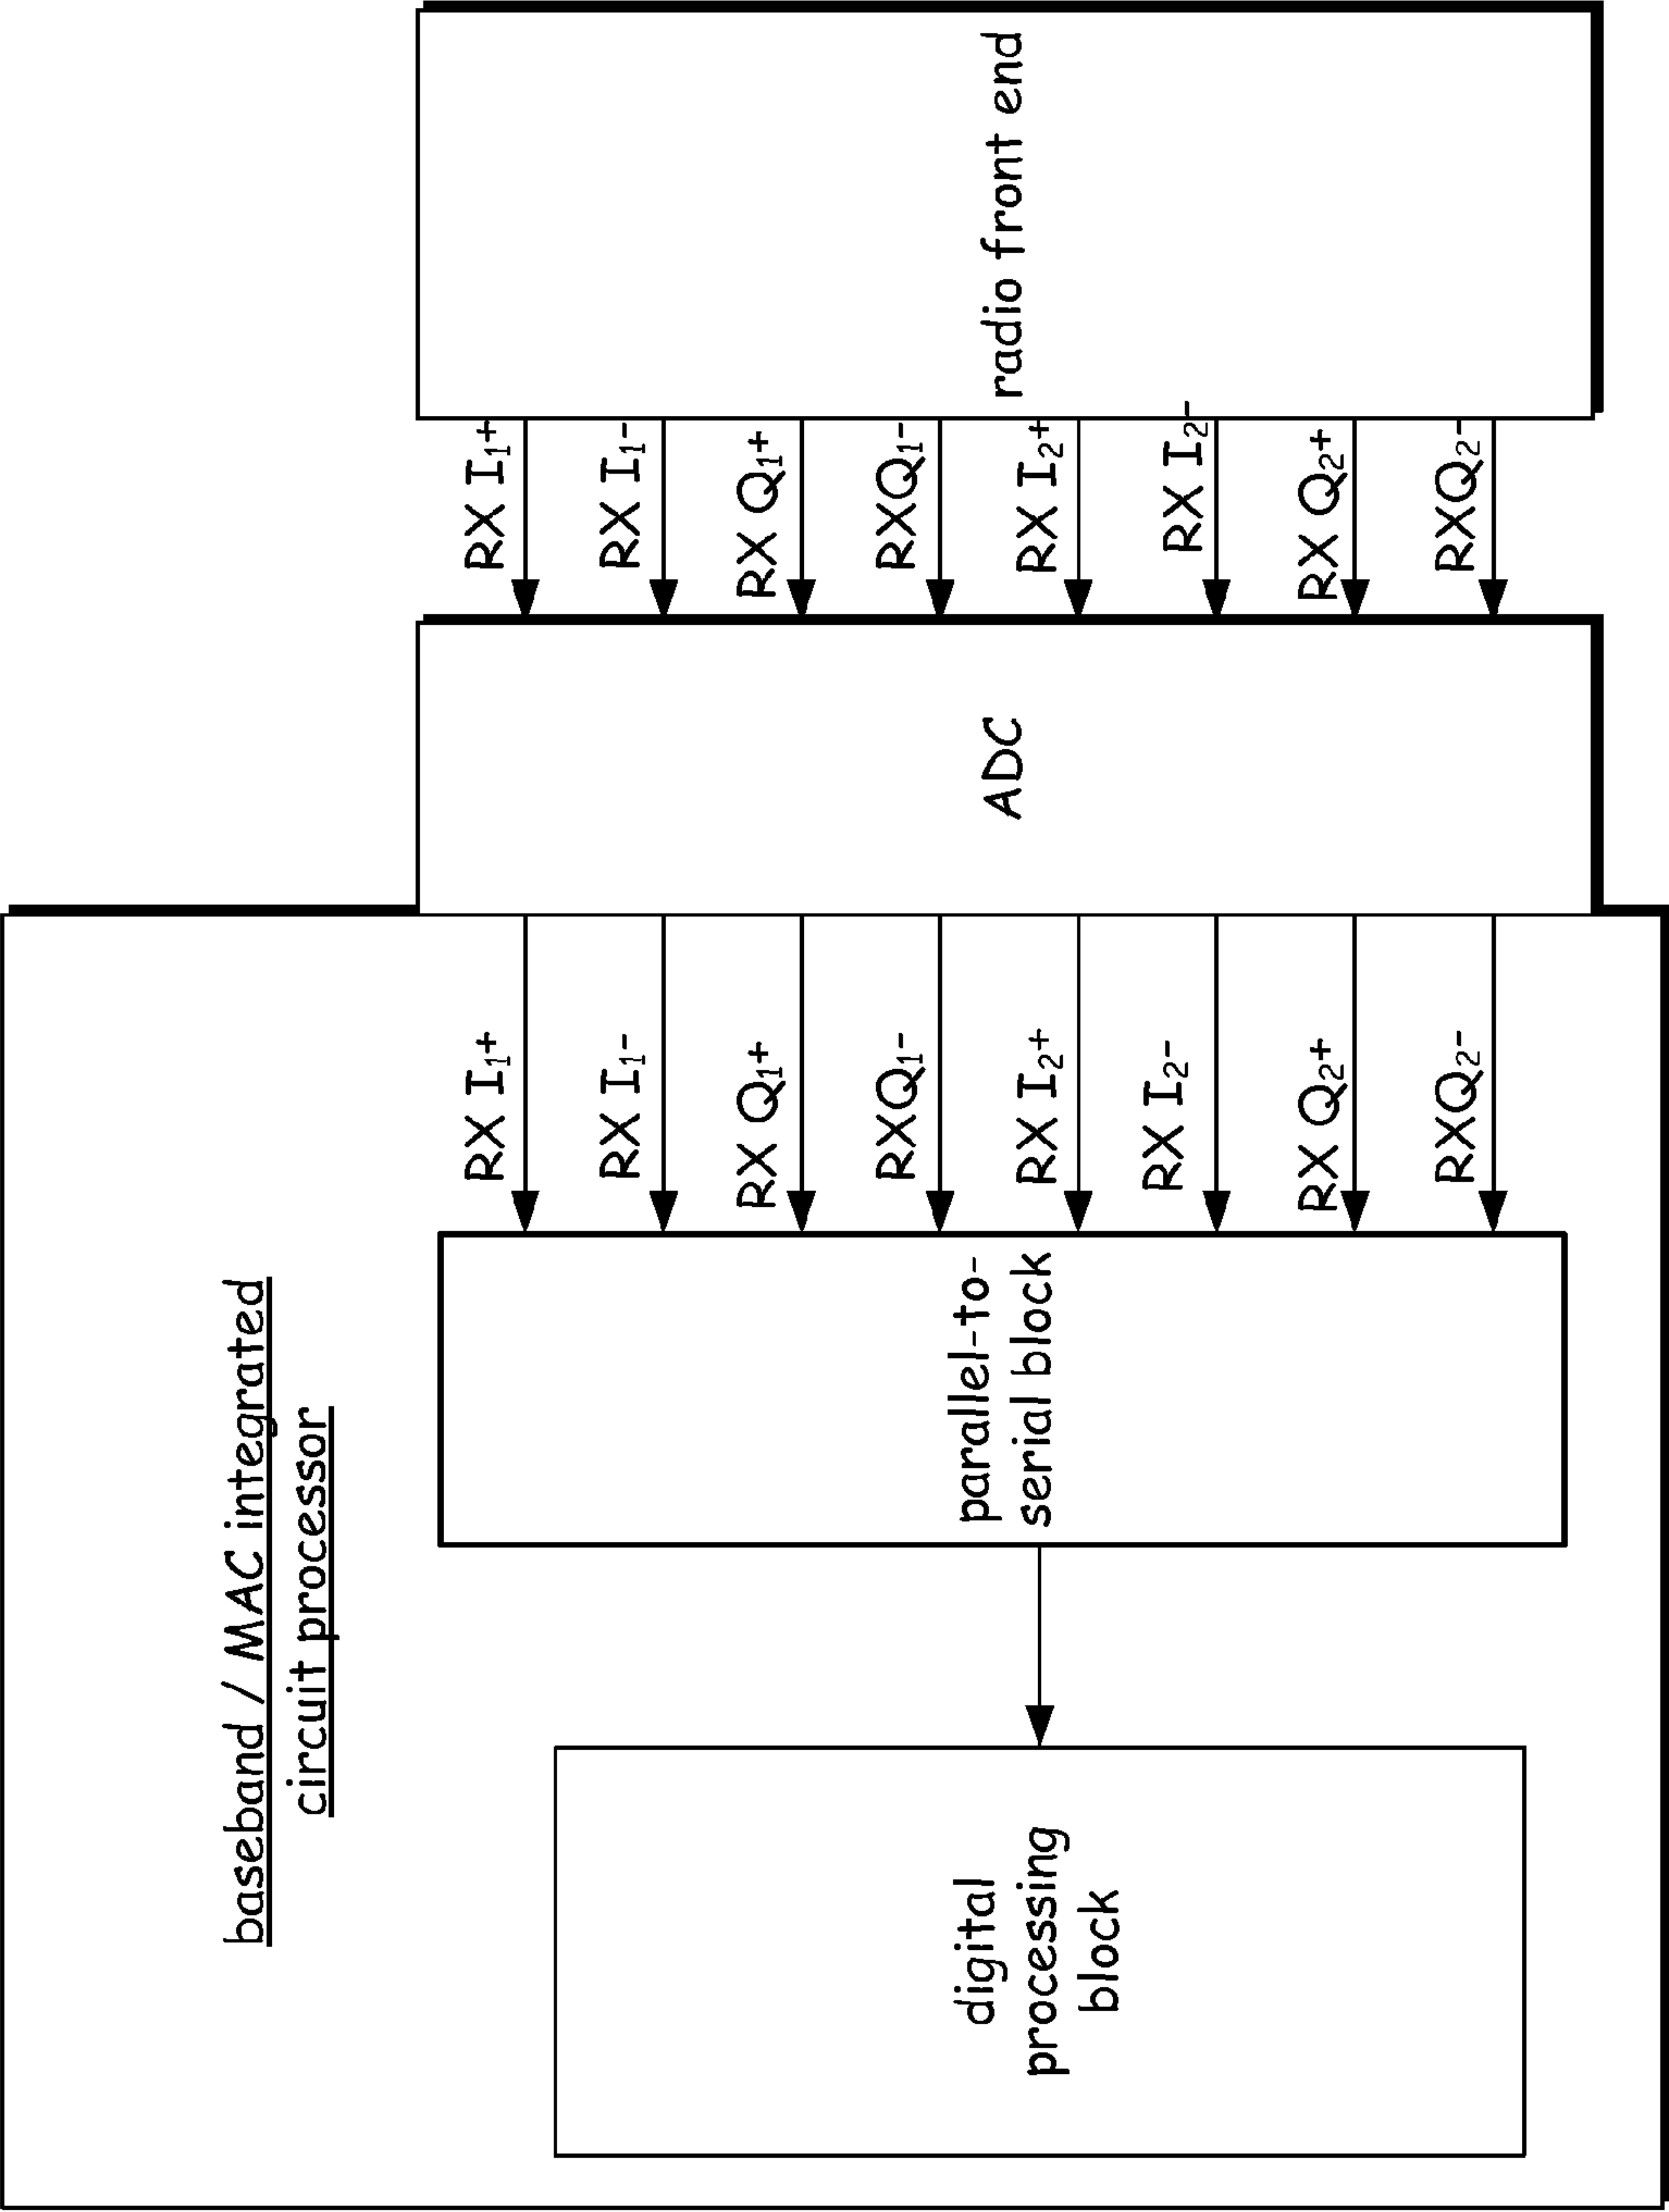 baseband / MAC integrated
circuit processor
digital
processing
block
parallel-to-
serial block
RX I₁+
RX I₁-
RX Q₁+
RXQ₁-
RX I₂+
RX I₂-
RX Q₂+
RXQ₂-
ADC
RX I₁+
RX I₁-
RX Q₁+
RXQ₁-
RX I₂+
RX I₂-
RX Q₂+
RXQ₂-
radio front end